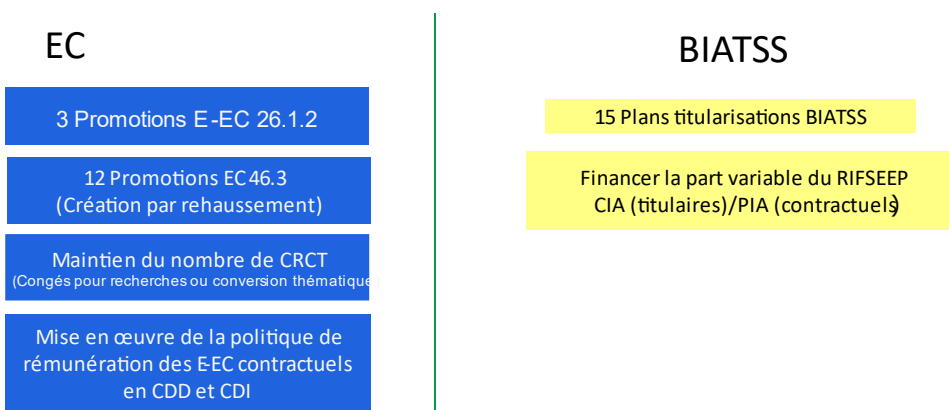 EC
3 Promotions E-EC 26.1.2
12 Promotions EC 46.3
(Création par rehaussement)
Maintien du nombre de CRCT
(Congés pour recherches ou conversion thématique)
Mise en œuvre de la politique de
rémunération des E-EC contractuels
en CDD et CDI
BIATSS
15 Plans titularisations BIATSS
Financer la part variable du RIFSEEP
CIA (titulaires)/PIA (contractuels)